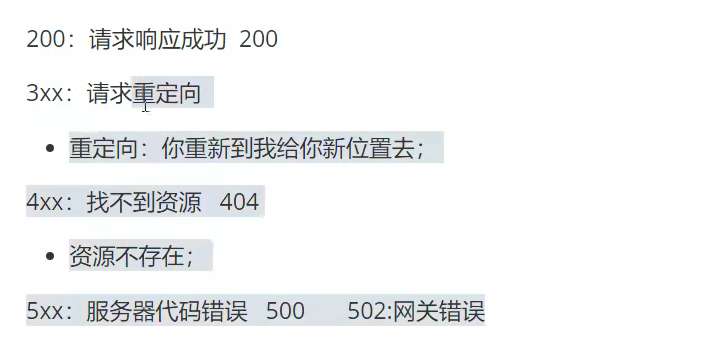 200：请求响应成功 200
3xx：请求重定向
• 重定向：你重新到我给你新位置去；
4xx：找不到资源 404
• 资源不存在；
5xx：服务器代码错误 500 502:网关错误